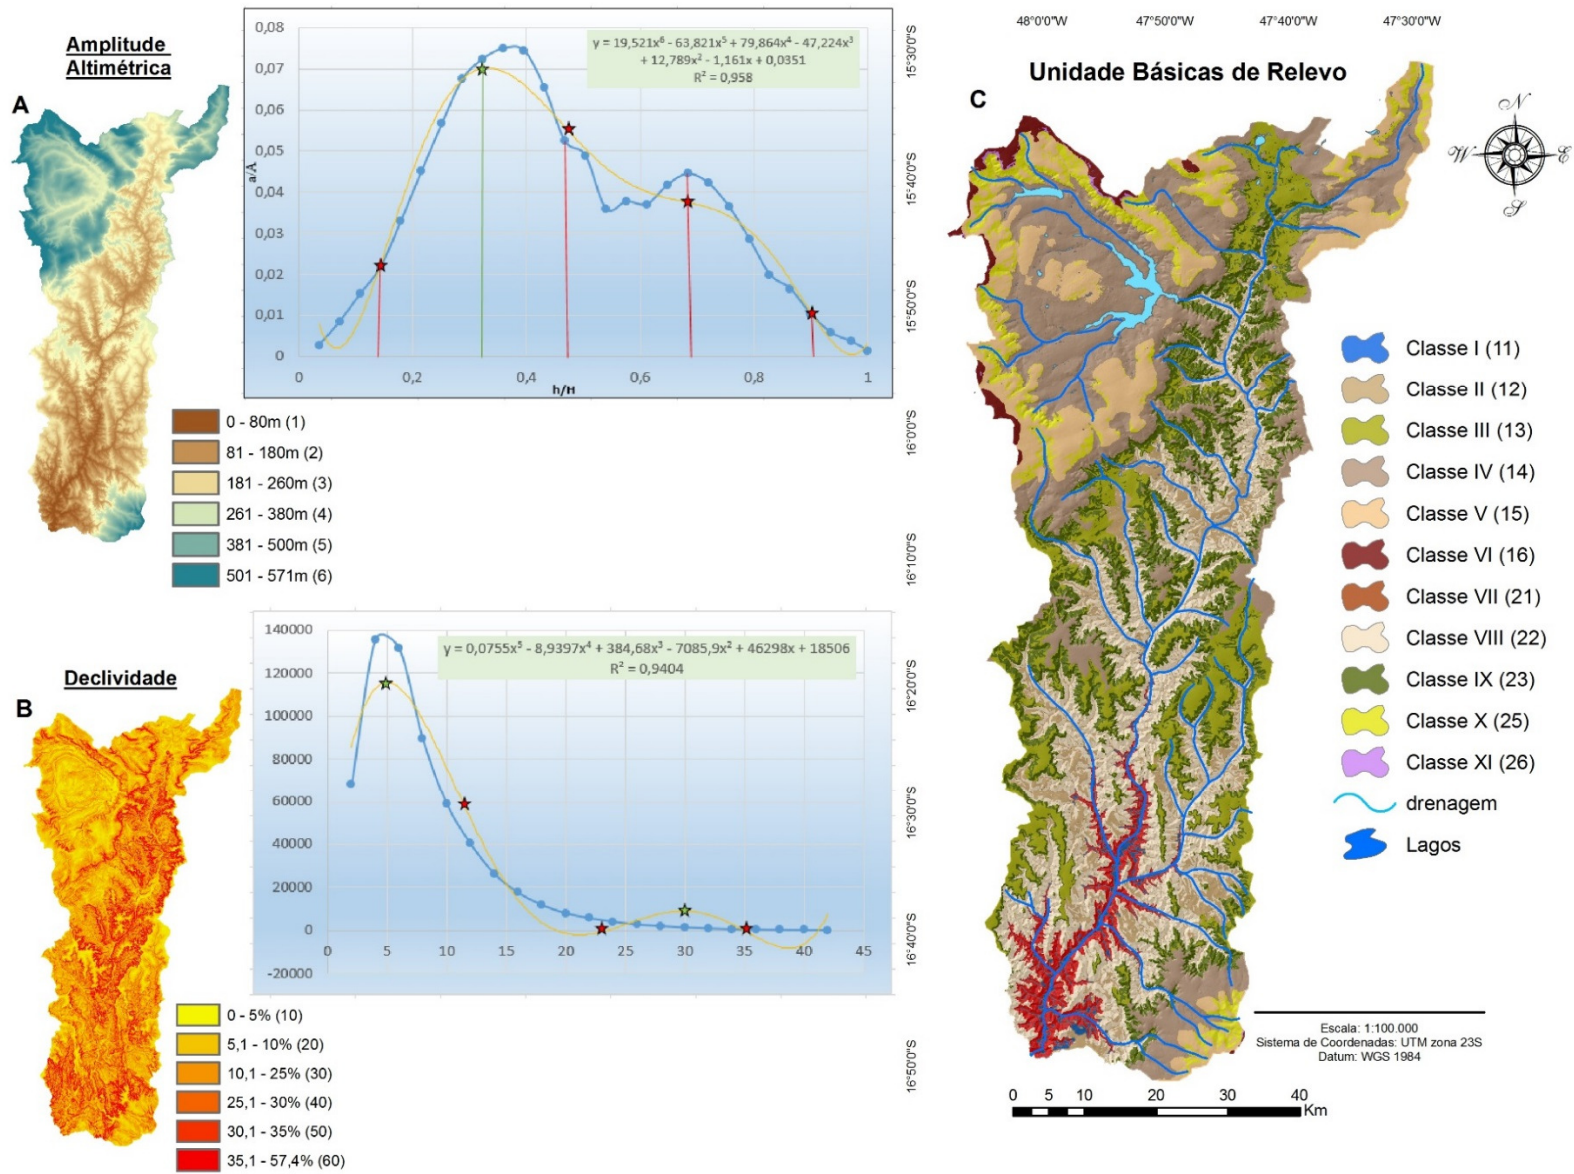 Amplitude
Altimétrica
A
0,08
0,07
0,06
0,05
0,04
0,03
0,02
0,01
0
a/A
y = 19,521x⁶ - 63,821x⁵ + 79,864x⁴ - 47,224x³
+ 12,789x² - 1,161x + 0,0351
R² = 0,958
0
0,2
0,4
0,6
0,8
1
h/H
0 - 80m (1)
81 - 180m (2)
181 - 260m (3)
261 - 380m (4)
381 - 500m (5)
501 - 571m (6)
Declividade
B
140000
120000
100000
80000
60000
40000
20000
0
-20000
y = 0,0755x⁵ - 8,9397x⁴ + 384,68x³ - 7085,9x² + 46298x + 18506
R² = 0,9404
0
5
10
15
20
25
30
35
40
45
0 - 5% (10)
5,1 - 10% (20)
10,1 - 25% (30)
25,1 - 30% (40)
30,1 - 35% (50)
35,1 - 57,4% (60)
48°0'0"W
47°50'0"W
47°40'0"W
47°30'0"W
15°30'0"S
15°40'0"S
15°50'0"S
16°0'0"S
16°10'0"S
16°20'0"S
16°30'0"S
16°40'0"S
16°50'0"S
Unidade Básicas de Relevo
C
N
W
E
S
Classe I (11)
Classe II (12)
Classe III (13)
Classe IV (14)
Classe V (15)
Classe VI (16)
Classe VII (21)
Classe VIII (22)
Classe IX (23)
Classe X (25)
Classe XI (26)
drenagem
Lagos
Escala: 1:100.000
Sistema de Coordenadas: UTM zona 23S
Datum: WGS 1984
0 5 10 20 30 40
Km